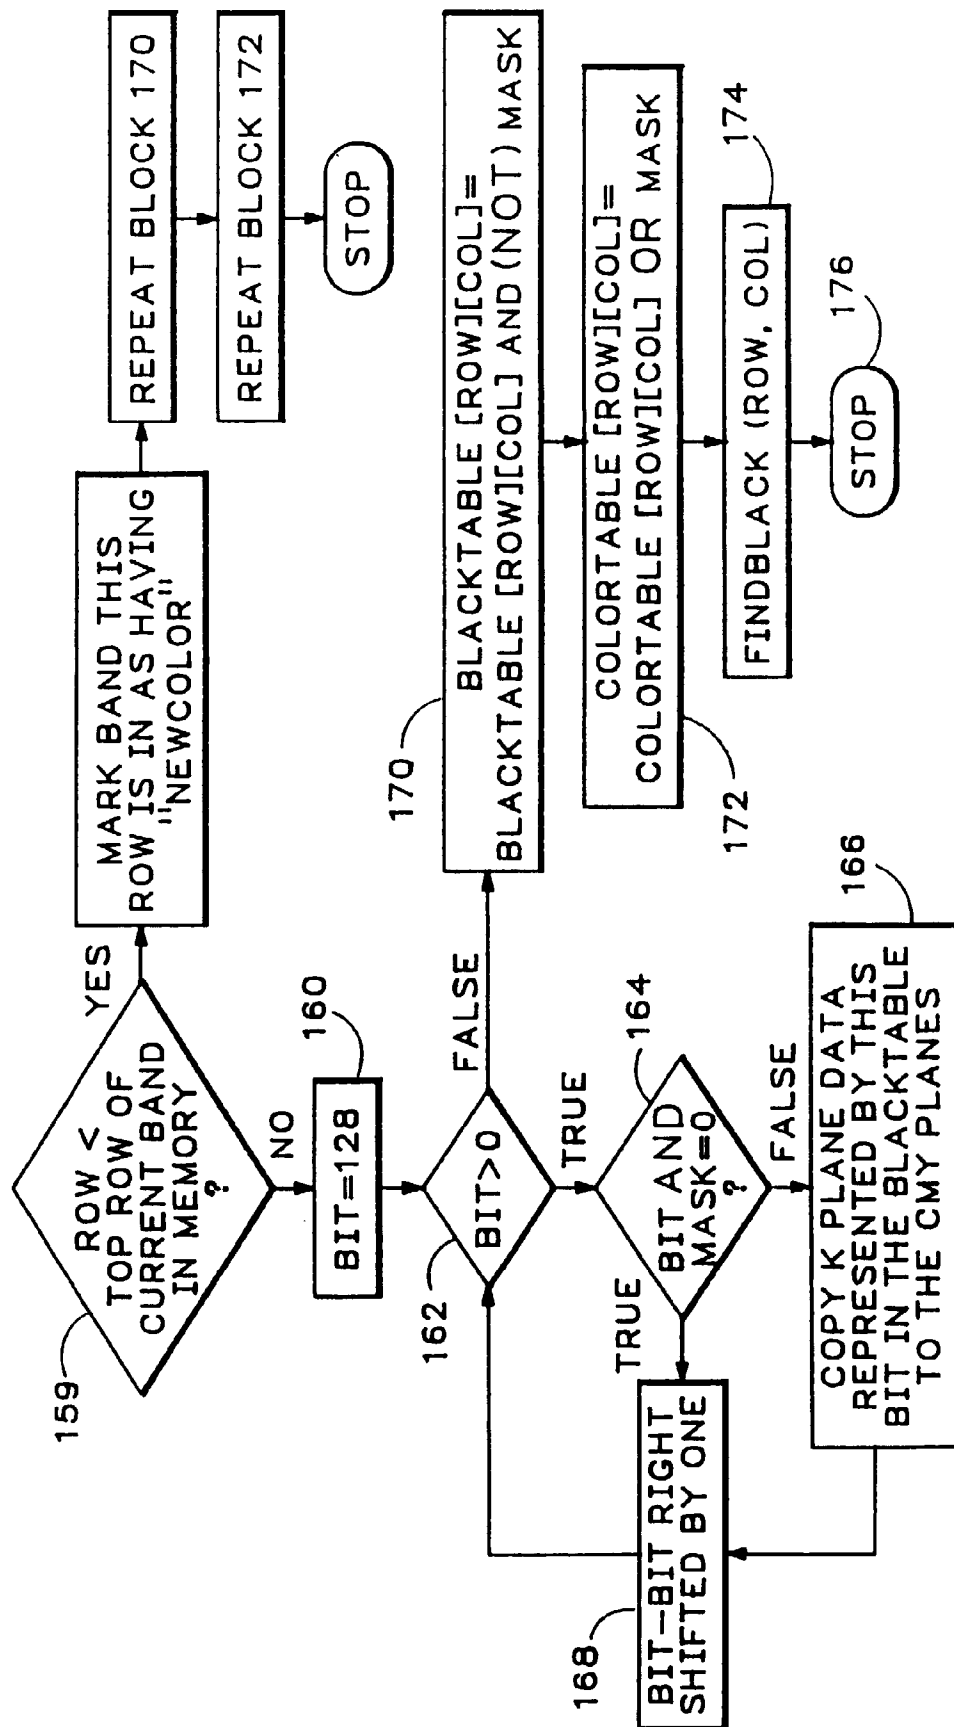 159
ROW <
TOP ROW OF
CURRENT BAND
IN MEMORY
?
YES
MARK BAND THIS
ROW IS IN AS HAVING
"NEWCOLOR"
REPEAT BLOCK 170
REPEAT BLOCK 172
STOP
NO
160
BIT=128
162
BIT>0
FALSE
170
BLACKTABLE [ROW][COL]=
BLACKTABLE [ROW][COL] AND (NOT) MASK
COLORTABLE [ROW][COL]=
COLORTABLE [ROW][COL] OR MASK
172
FINDBLACK (ROW, COL)
174
STOP
176
TRUE
164
BIT AND
MASK=0
?
TRUE
FALSE
168
BIT-BIT RIGHT
SHIFTED BY ONE
166
COPY K PLANE DATA
REPRESENTED BY THIS
BIT IN THE BLACKTABLE
TO THE CMY PLANES